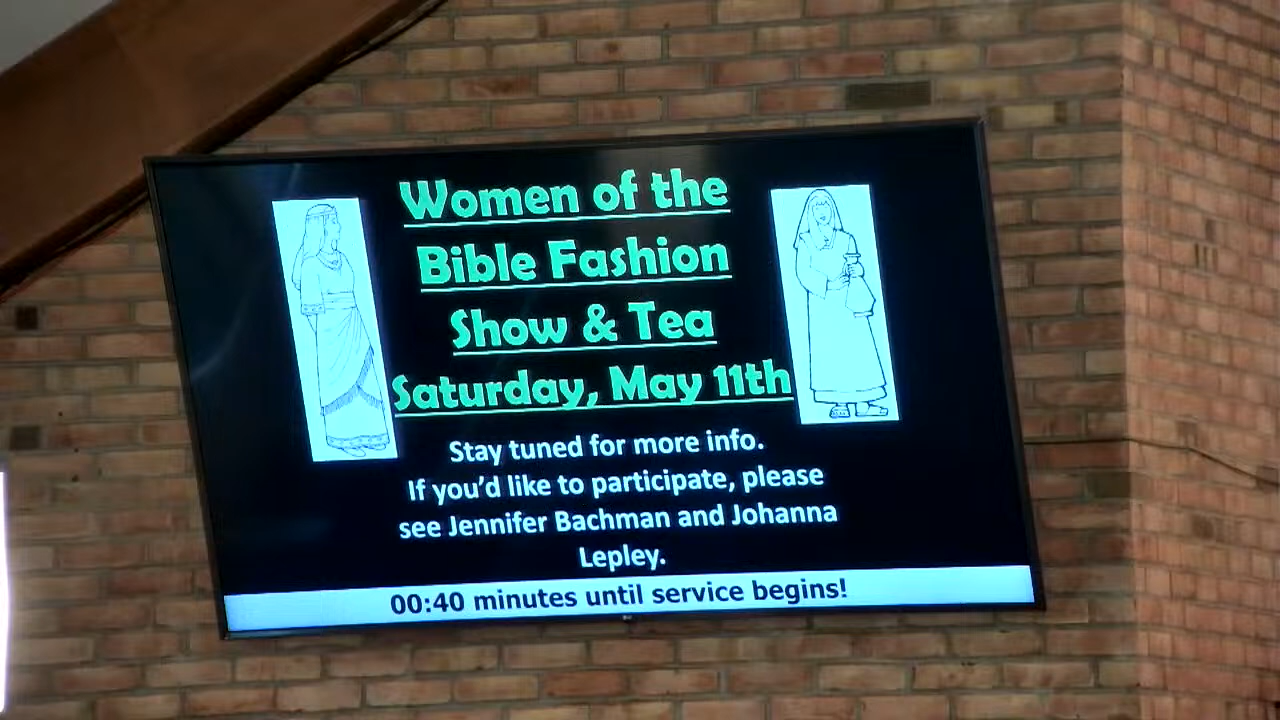 Women of the
Bible Fashion
Show & Tea
Saturday, May 11th
Stay tuned for more info.
If you'd like to participate, please
see Jennifer Bachman and Johanna
Lepley.
00:40 minutes until service begins!